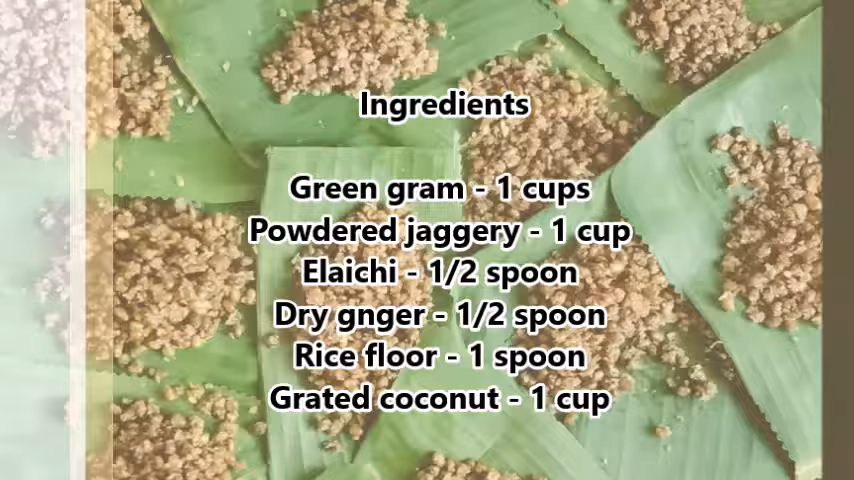 Ingredients
Green gram - 1 cups
Powdered jaggery - 1 cup
Elaichi - 1/2 spoon
Dry gnger - 1/2 spoon
Rice floor - 1 spoon
Grated coconut - 1 cup